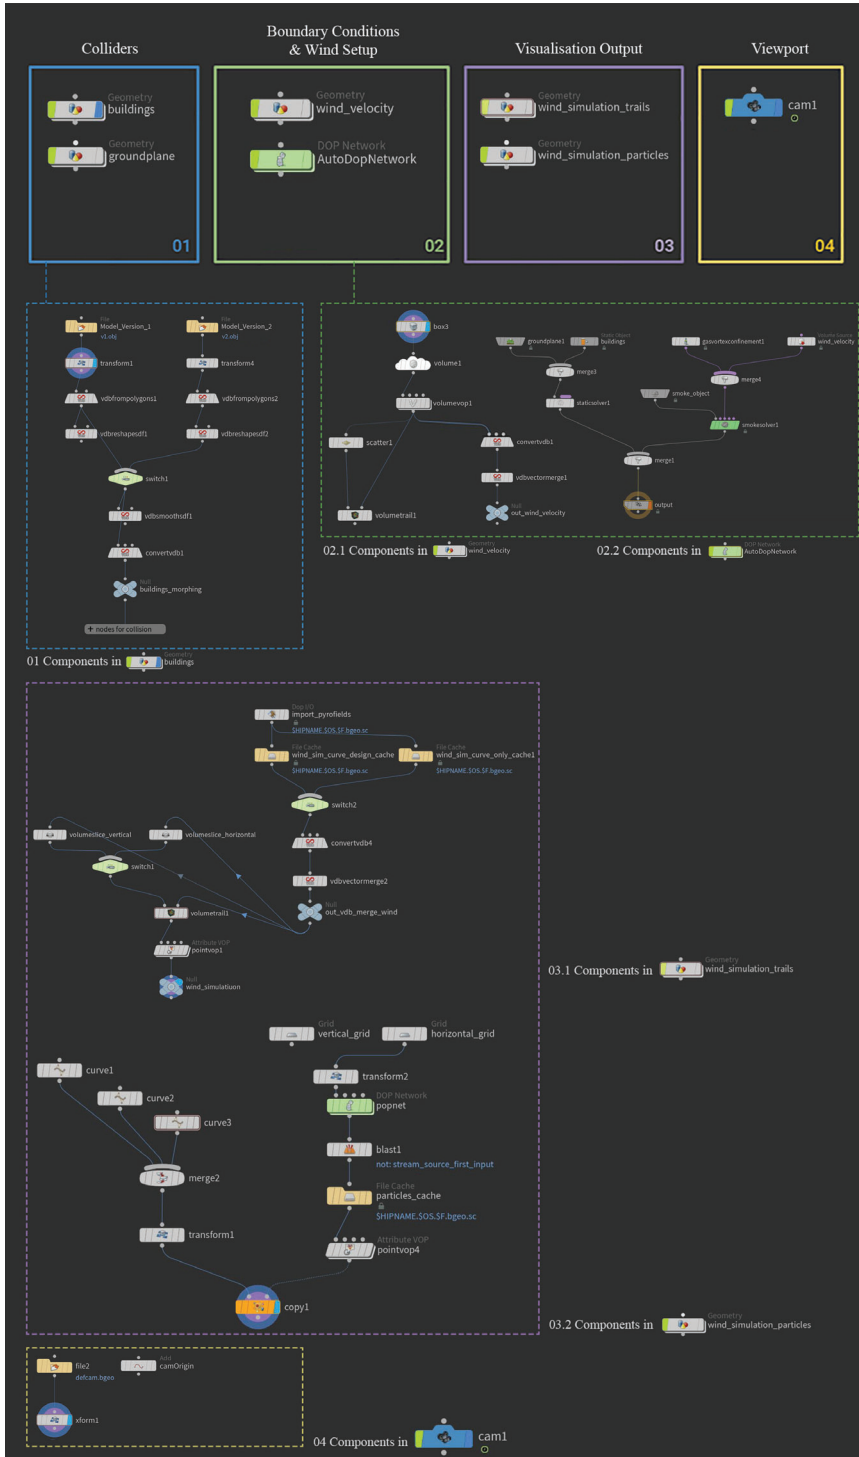 Colliders
Boundary Conditions
& Wind Setup
Visualisation Output
Viewport
Geometry
buildings
Geometry
groundplane
01
Geometry
wind_velocity
DOP Network
AutoDopNetwork
02
Geometry
wind_simulation_trails
Geometry
wind_simulation_particles
03
cam1
04
File
Model_Version_1
v1.obj
File
Model_Version_2
v2.obj
transform1
transform4
vdbfrompolygons1
vdbfrompolygons2
vdbreshapesdf1
vdbreshapesdf2
switch1
vdbsmoothsdf1
convertvdb1
Null
buildings_morphing
+ nodes for collision
01 Components in
Geometry
buildings
box3
volume1
volumevop1
scatter1
convertvdb1
vdbvectormerge1
volumetrail1
Null
out_wind_velocity
groundplane1
Static Object
buildings
merge3
staticsolver1
gasvortexconfinement1
Volume Source
wind_velocity
merge4
smoke_object
smokesolver1
merge1
output
02.1 Components in
Geometry
wind_velocity
02.2 Components in
DOP Network
AutoDopNetwork
Dop I/O
import_pyrofields
$HIPNAME.$OS.$F.bgeo.sc
File Cache
wind_sim_curve_design_cache
$HIPNAME.$OS.$F.bgeo.sc
File Cache
wind_sim_curve_only_cache1
$HIPNAME.$OS.$F.bgeo.sc
switch2
volumeslice_vertical
volumeslice_horizontal
convertvdb4
switch1
vdbvectormerge2
volumetrail1
Null
out_vdb_merge_wind
Attribute VOP
pointvop1
Null
wind_simulatiuon
03.1 Components in
Geometry
wind_simulation_trails
Grid
vertical_grid
Grid
horizontal_grid
curve1
transform2
curve2
DOP Network
popnet
curve3
blast1
not: stream_source_first_input
merge2
File Cache
particles_cache
$HIPNAME.$OS.$F.bgeo.sc
transform1
Attribute VOP
pointvop4
copy1
03.2 Components in
Geometry
wind_simulation_particles
file2
defcam.bgeo
Add
camOrigin
xform1
04 Components in
cam1